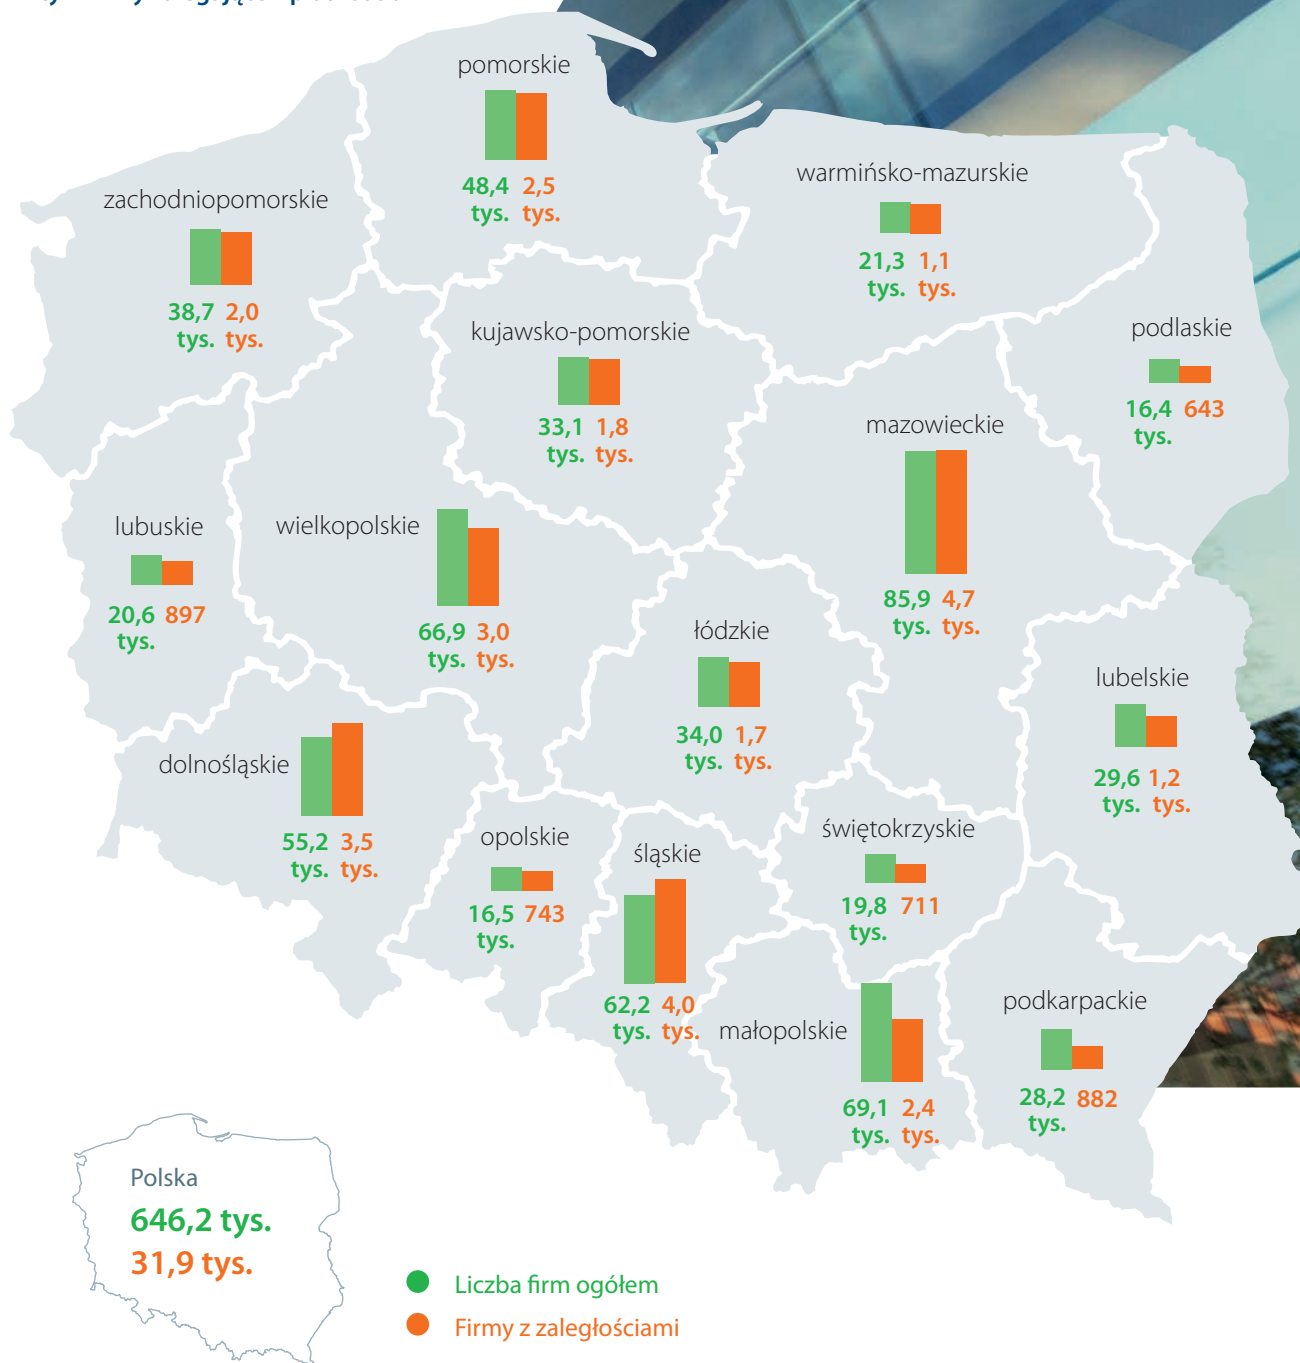 pomorskie
48,4 2,5
tys. tys.
warmińsko-mazurskie
21,3 1,1
tys. tys.
zachodniopomorskie
38,7 2,0
tys. tys.
kujawsko-pomorskie
33,1 1,8
tys. tys.
podlaskie
16,4 643
tys.
mazowieckie
85,9 4,7
tys. tys.
lubuskie
20,6 897
tys.
wielkopolskie
66,9 3,0
tys. tys.
łódzkie
34,0 1,7
tys. tys.
lubelskie
29,6 1,2
tys. tys.
dolnośląskie
55,2 3,5
tys. tys.
opolskie
16,5 743
tys.
śląskie
62,2 4,0
tys. tys.
świętokrzyskie
19,8 711
tys.
małopolskie
69,1 2,4
tys. tys.
podkarpackie
28,2 882
tys.
Polska
646,2 tys.
31,9 tys.
Liczba firm ogółem
Firmy z zaległościami